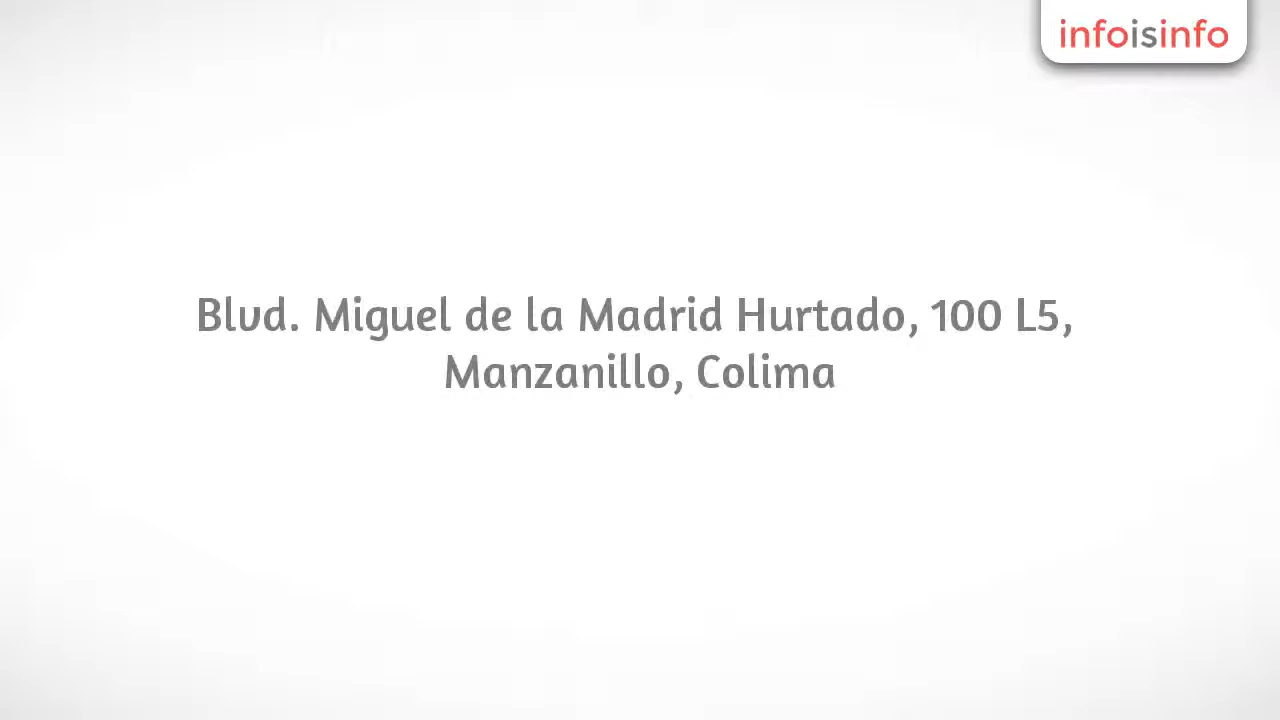 infoisinfo
Blvd. Miguel de la Madrid Hurtado, 100 L5,
Manzanillo, Colima